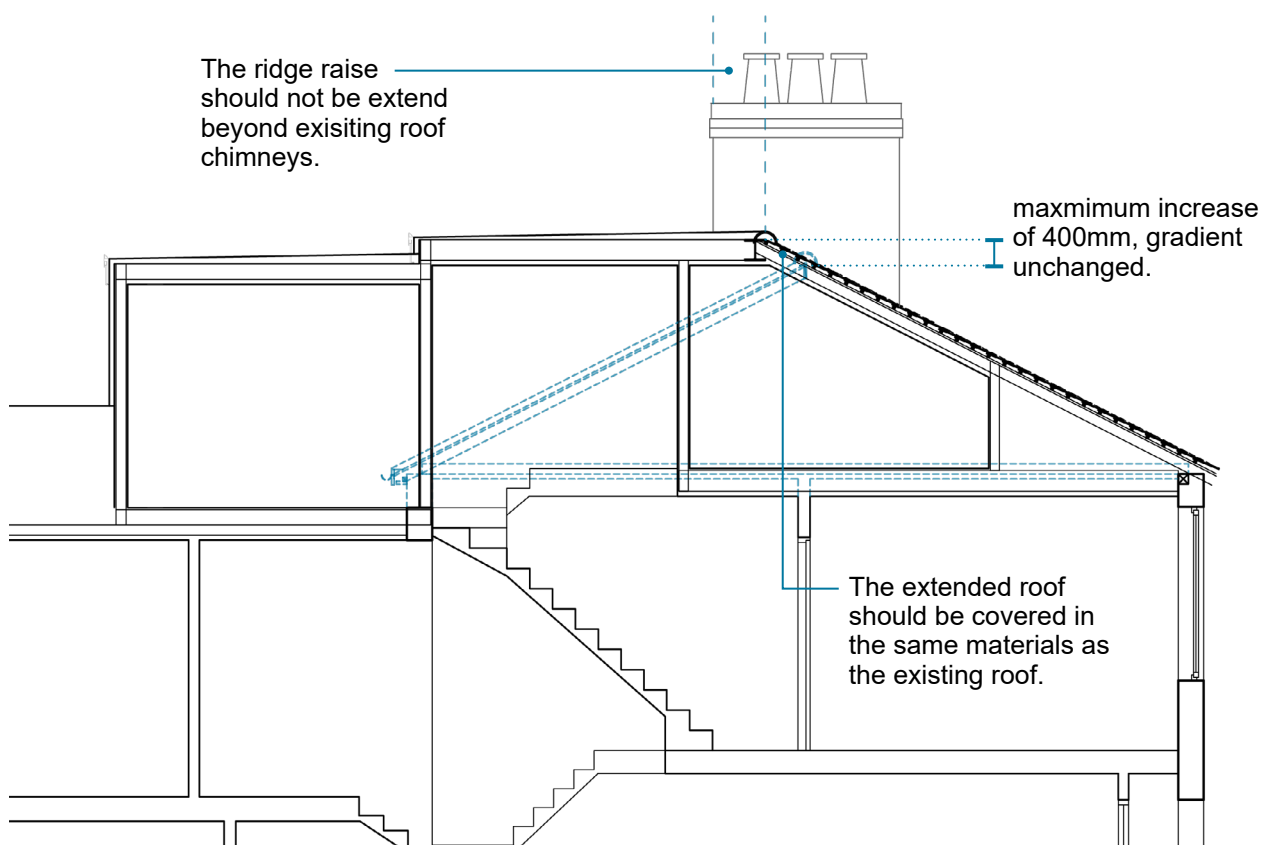 The ridge raise
should not be extend
beyond exisiting roof
chimneys.
maxmimum increase
of 400mm, gradient
unchanged.
The extended roof
should be covered in
the same materials as
the existing roof.